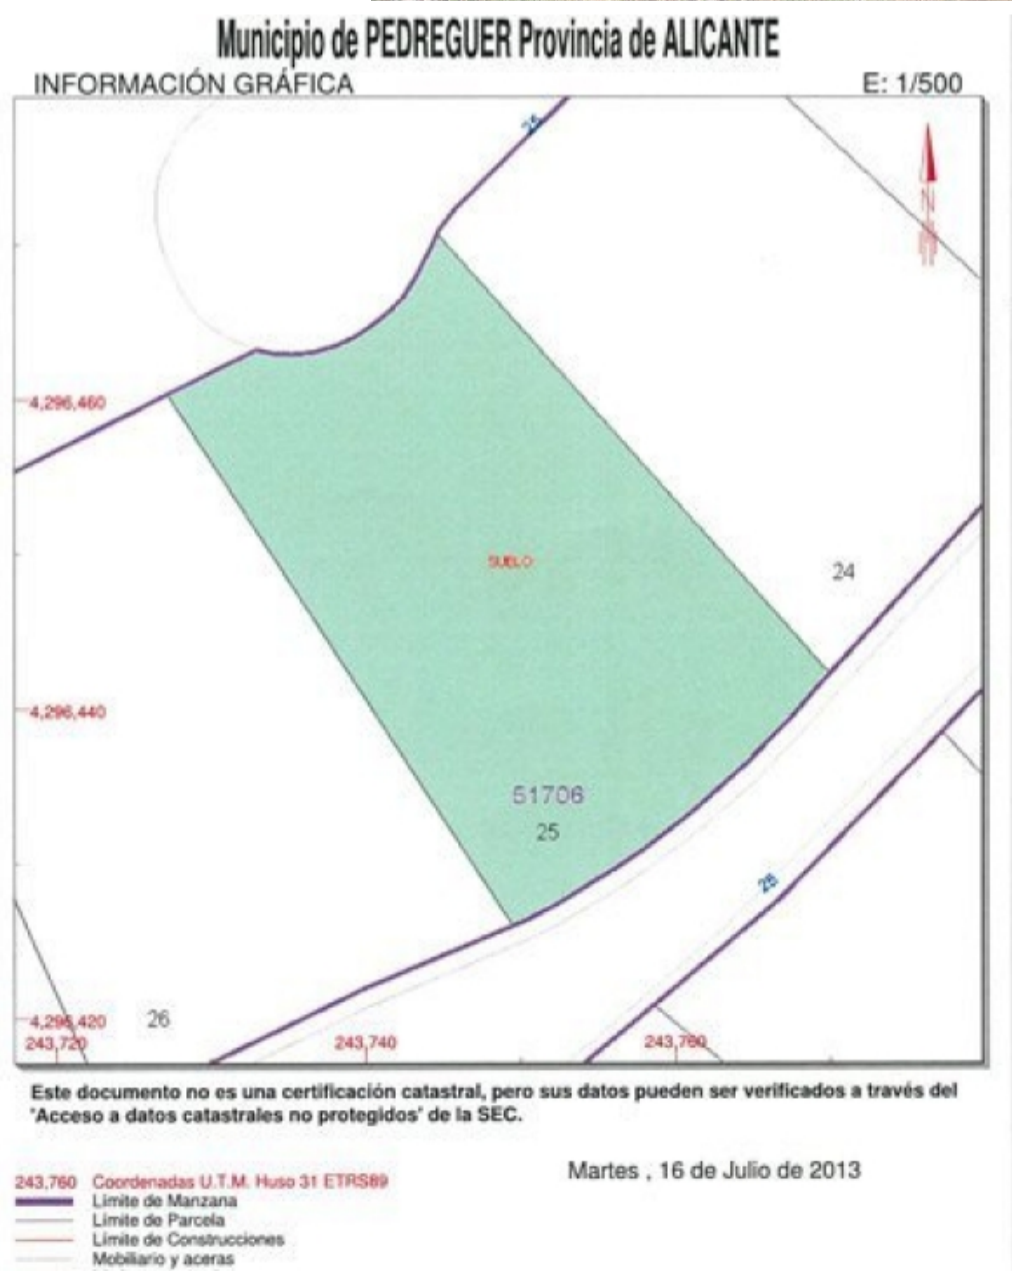 Municipio de PEDREGUER Provincia de ALICANTE
INFORMACIÓN GRÁFICA
E: 1/500
25
N
4,296,460
SUELO
24
4,296,440
51706
25
25
4,296,420
26
243,720
243,740
243,760
Este documento no es una certificación catastral, pero sus datos pueden ser verificados a través del
"Acceso a datos catastrales no protegidos" de la SEC.
Martes , 16 de Julio de 2013
243,760 Coordenadas U.T.M. Huso 31 ETRS89
Límite de Manzana
Límite de Parcela
Límite de Construcciones
Mobiliario y aceras